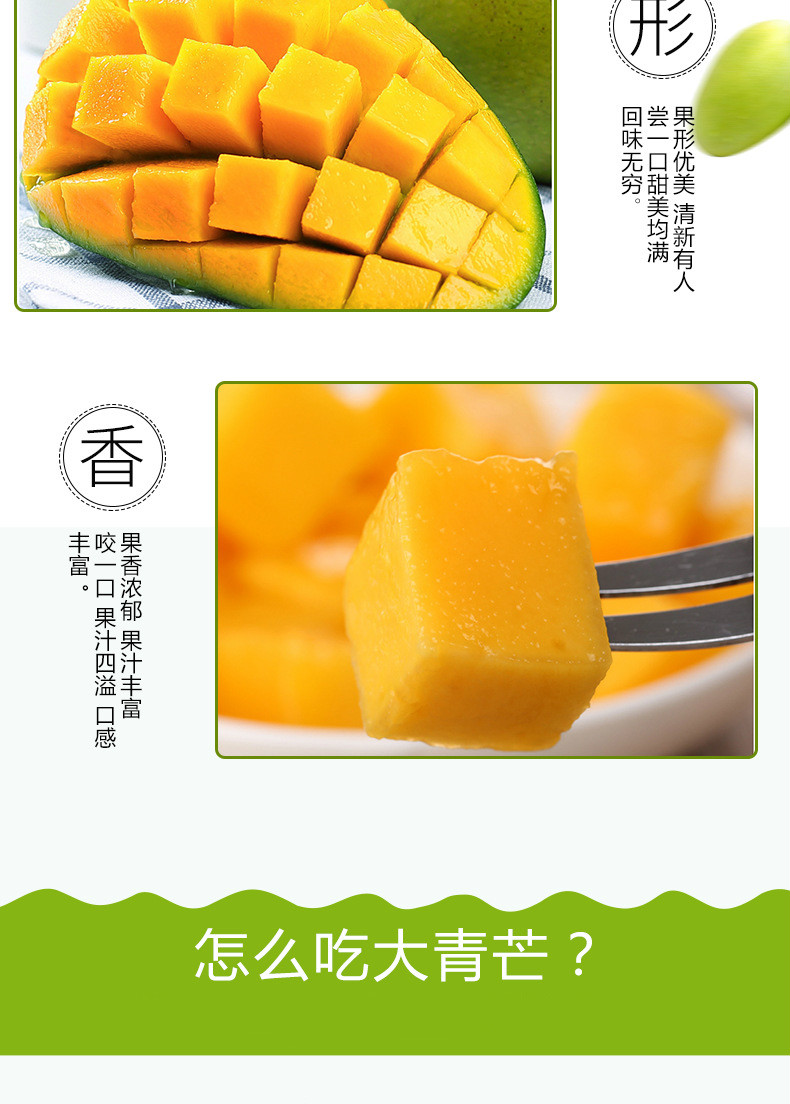 形
果形优美 清新有人
尝一口甜美均满
回味无穷。
香
果香浓郁 果汁丰富
咬一口 果汁四溢 口感
丰富。
怎么吃大青芒？